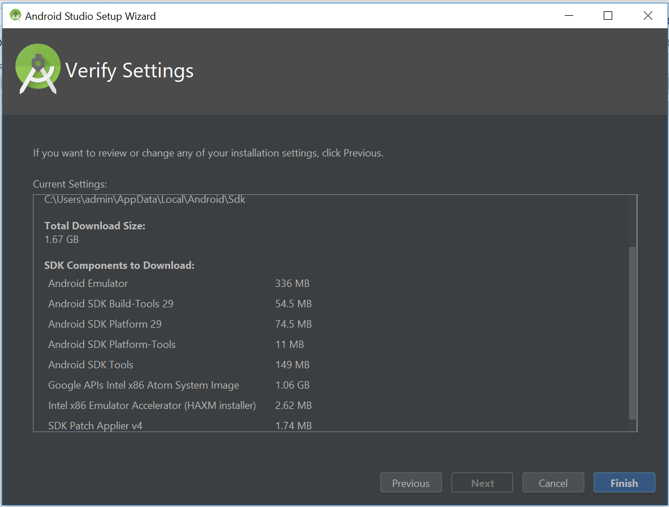 Android Studio Setup Wizard
Verify Settings
If you want to review or change any of your installation settings, click Previous.
Current Settings:
C:\Users\admin\AppData\Local\Android\Sdk
Total Download Size:
1.67 GB
SDK Components to Download:
Android Emulator 336 MB
Android SDK Build-Tools 29 54.5 MB
Android SDK Platform 29 74.5 MB
Android SDK Platform-Tools 11 MB
Android SDK Tools 149 MB
Google APIs Intel x86 Atom System Image 1.06 GB
Intel x86 Emulator Accelerator (HAXM installer) 2.62 MB
SDK Patch Applier v4 1.74 MB
Previous Next Cancel Finish